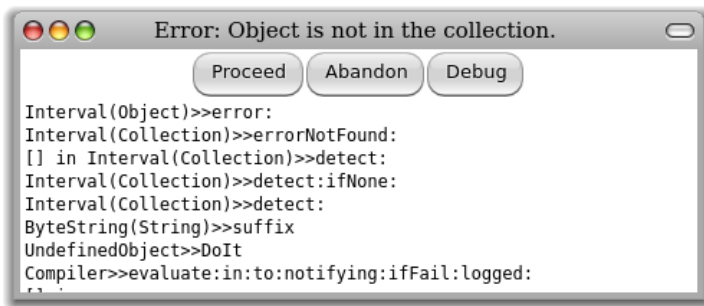 Error: Object is not in the collection.
Proceed Abandon Debug
Interval(Object)>>error:
Interval(Collection)>>errorNotFound:
[] in Interval(Collection)>>detect:
Interval(Collection)>>detect:ifNone:
Interval(Collection)>>detect:
ByteString(String)>>suffix
UndefinedObject>>DoIt
Compiler>>evaluate:in:to:notifying:ifFail:logged: